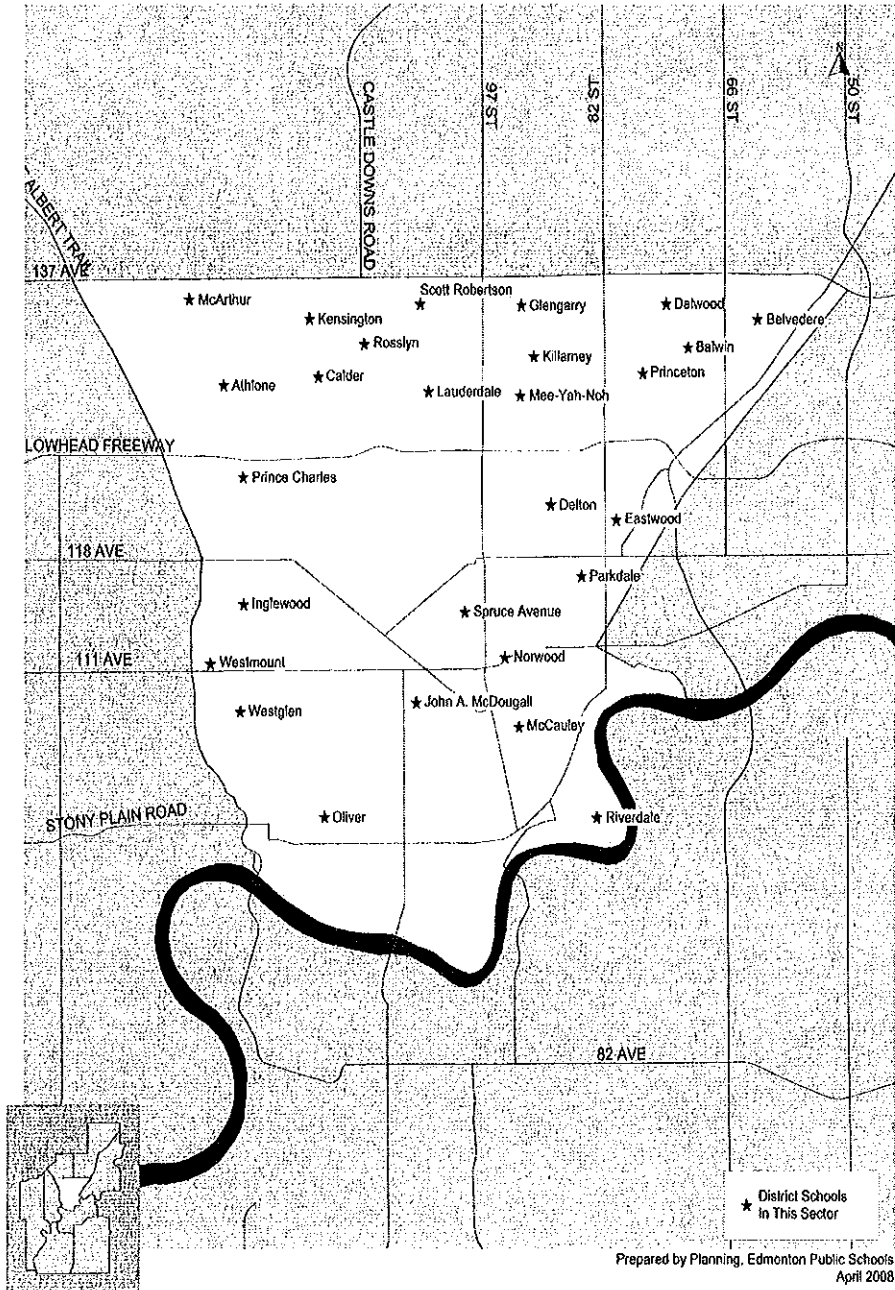 CASTLE DOWNS ROAD
97 ST
82 ST
66 ST
50 ST
N
ALBERT TRAIL
137 AVE
McArthur
Scott Robertson
Glengarry
Delwood
Kensington
Belvedere
Rosslyn
Balwin
Killarney
Calder
Princeton
Athlone
Lauderdale
Mee-Yah-Noh
LOWHEAD FREEWAY
Prince Charles
Delton
Eastwood
118 AVE
Parkdale
Inglewood
Spruce Avenue
Norwood
111 AVE
Westmount
John A. McDougall
Westglen
McCauley
STONY PLAIN ROAD
Oliver
Riverdale
82 AVE
District Schools
In This Sector
Prepared by Planning, Edmonton Public Schools
April 2008